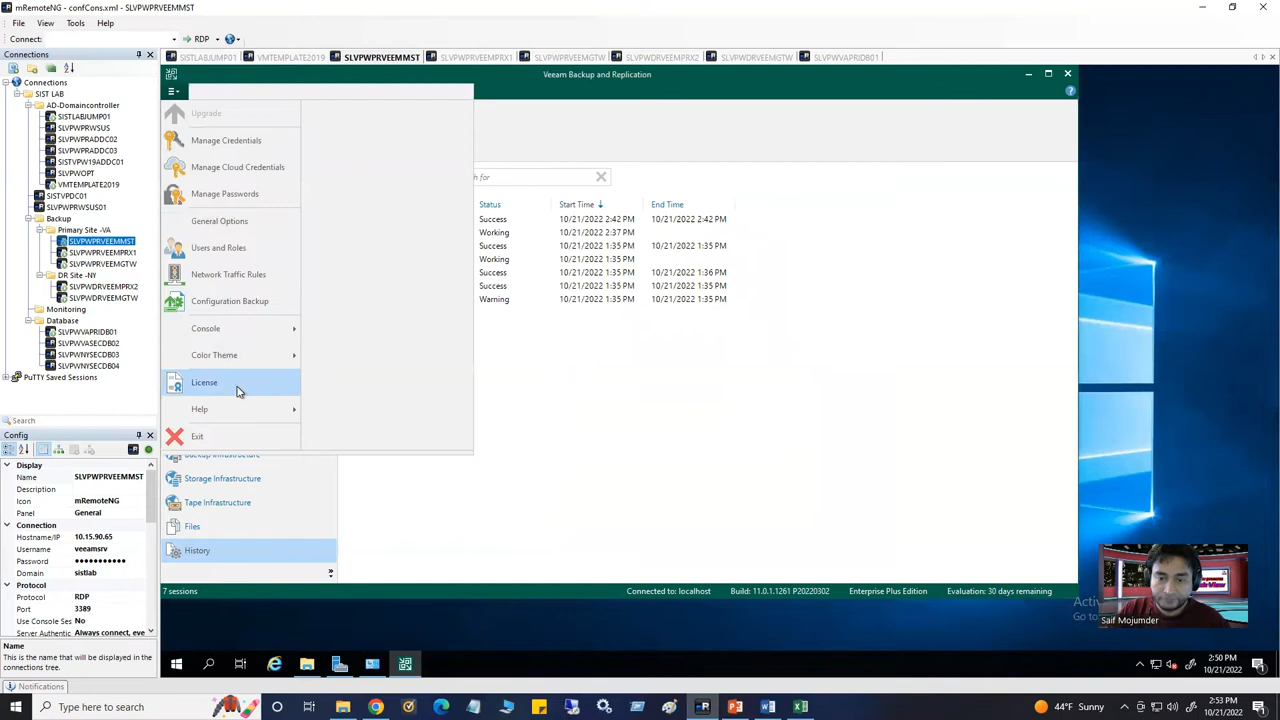 mRemoteNG - confCons.xml - SLVPWPRVEEMMST
File View Tools Help
Connect: RDP
Connections
SISTLABJUMP01 VMTEMPLATE2019 SLVPWPRVEEMMST SLVPWPRVEEMPRX1 SLVPWPRVEEMGTW SLVPWDRVEEMPRX2 SLVPWDRVEEMGTW SLVPWVAPRIDB01
Connections
SIST LAB
AD-Domaincontroller
SISTLABJUMP01
SLVPWPRWSUS
SLVPWPRADDC02
SLVPWPRADDC03
SISTVPW19ADDC01
SLVPWOPT
VMTEMPLATE2019
SISTVPDC01
SLVPWPRWSUS01
Backup
Primary Site -VA
SLVPWPRVEEMMST
SLVPWPRVEEMPRX1
SLVPWPRVEEMGTW
DR Site -NY
SLVPWDRVEEMPRX2
SLVPWDRVEEMGTW
Monitoring
Database
SLVPWVAPRIDB01
SLVPWVASECDB02
SLVPWNYSECDB03
SLVPWNYSECDB04
PuTTY Saved Sessions
Search
Config
Display
Name SLVPWPRVEEMMST
Description
Icon mRemoteNG
Panel General
Connection
Hostname/IP 10.15.90.65
Username veeamsrv
Password ●●●●●●●●●●●
Domain sistlab
Protocol
Protocol RDP
Port 3389
Use Console Ses No
Server Authentic Always connect, eve
Name
This is the name that will be displayed in the connections tree.
Notifications
Veeam Backup and Replication
Upgrade
Manage Credentials
Manage Cloud Credentials
Manage Passwords
General Options
Users and Roles
Network Traffic Rules
Configuration Backup
Console
Color Theme
License
Help
Exit
h for
Status Start Time End Time
Success 10/21/2022 2:42 PM 10/21/2022 2:42 PM
Working 10/21/2022 2:37 PM
Success 10/21/2022 1:35 PM 10/21/2022 1:35 PM
Working 10/21/2022 1:35 PM
Success 10/21/2022 1:35 PM 10/21/2022 1:36 PM
Success 10/21/2022 1:35 PM 10/21/2022 1:35 PM
Warning 10/21/2022 1:35 PM 10/21/2022 1:35 PM
Backup Infrastructure
Storage Infrastructure
Tape Infrastructure
Files
History
7 sessions
Connected to: localhost Build: 11.0.1.1261 P20220302 Enterprise Plus Edition Evaluation: 30 days remaining
Activ
Go to
Saif Mojumder
2:50 PM
10/21/2022
Type here to search
44°F Sunny
2:53 PM
10/21/2022